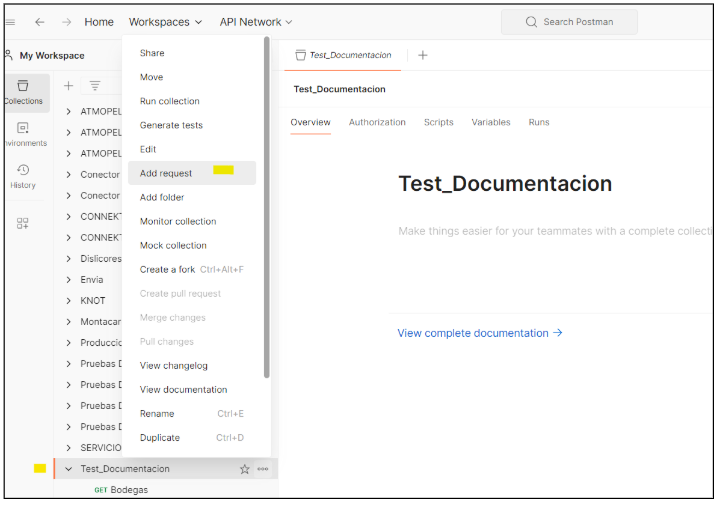 Home Workspaces API Network Search Postman
My Workspace
Test_Documentacion
Collections
Environments
History
ATMOPEL
ATMOPEL
ATMOPEL
Conector
Conector
CONNEKT
CONNEKT
Dislicores
Envia
KNOT
Montacar
Produccio
Pruebas D
Pruebas D
Pruebas D
Pruebas D
SERVICIO
Test_Documentacion
GET Bodegas
Share
Move
Run collection
Generate tests
Edit
Add request
Add folder
Monitor collection
Mock collection
Create a fork Ctrl+Alt+F
Create pull request
Merge changes
Pull changes
View changelog
View documentation
Rename Ctrl+E
Duplicate Ctrl+D
Test_Documentacion
Overview Authorization Scripts Variables Runs
Test_Documentacion
Make things easier for your teammates with a complete collecti
View complete documentation →